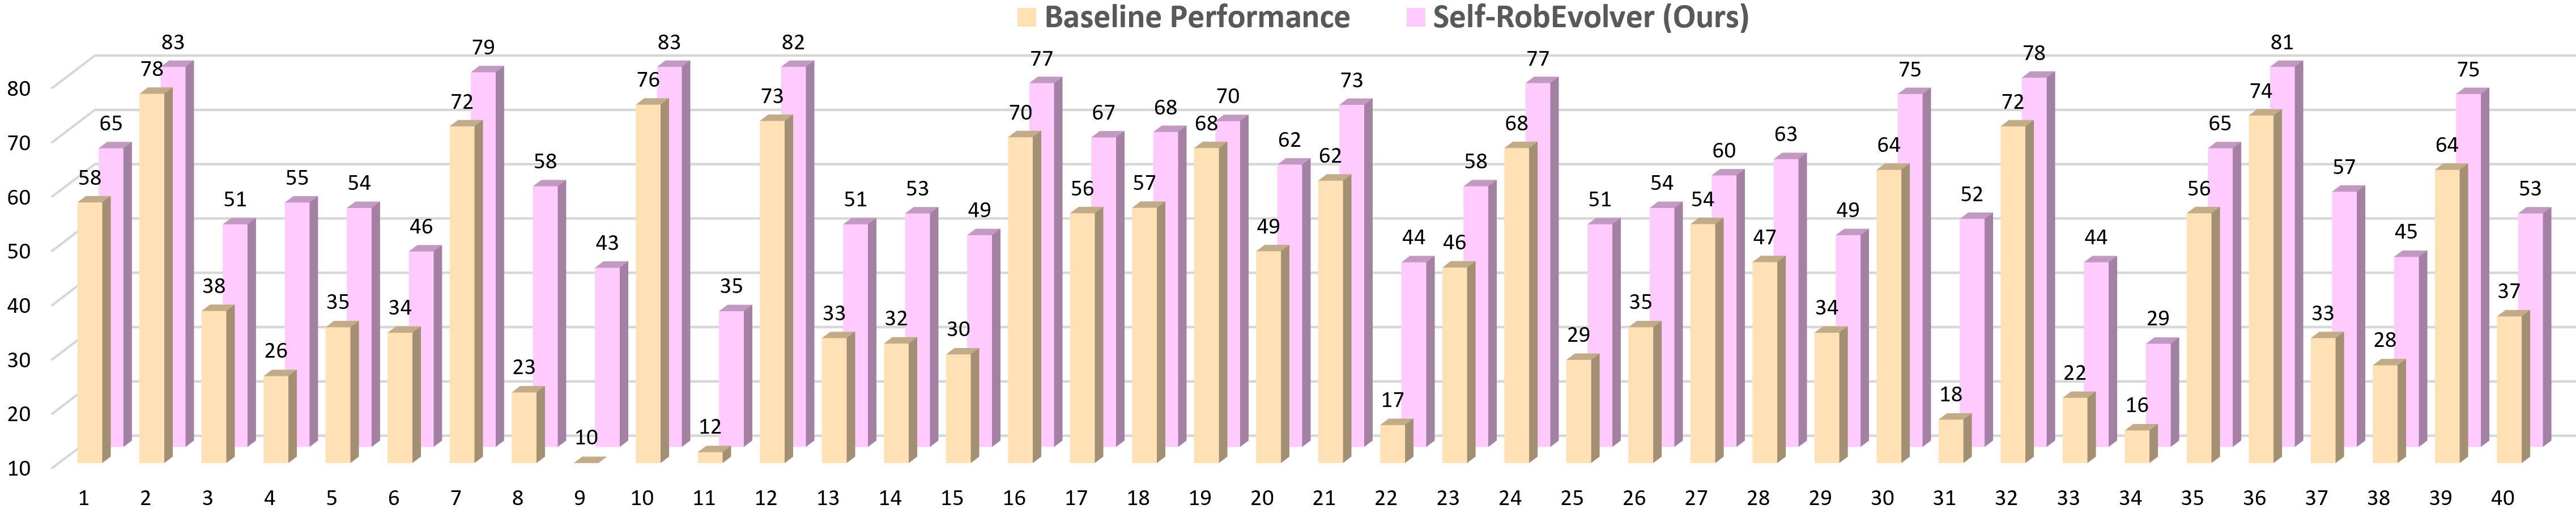 Baseline Performance Self-RobEvolver (Ours)
83 79 83 82 77 77 78 81
80 78 76 73 72 70 73 75 72 74 75
65 58 67 68 68 70 62 68 63 65 64
70 58 51 55 54 46 43 51 53 49 56 57 62 58 64 60 52 56 57 53
60 38 35 34 35 49 44 46 51 54 54 47 49 44 45
50 26 23 33 32 30 29 35 34 29 33 28 37
40 10 12 17 18 22 16
30
20
10
1 2 3 4 5 6 7 8 9 10 11 12 13 14 15 16 17 18 19 20 21 22 23 24 25 26 27 28 29 30 31 32 33 34 35 36 37 38 39 40